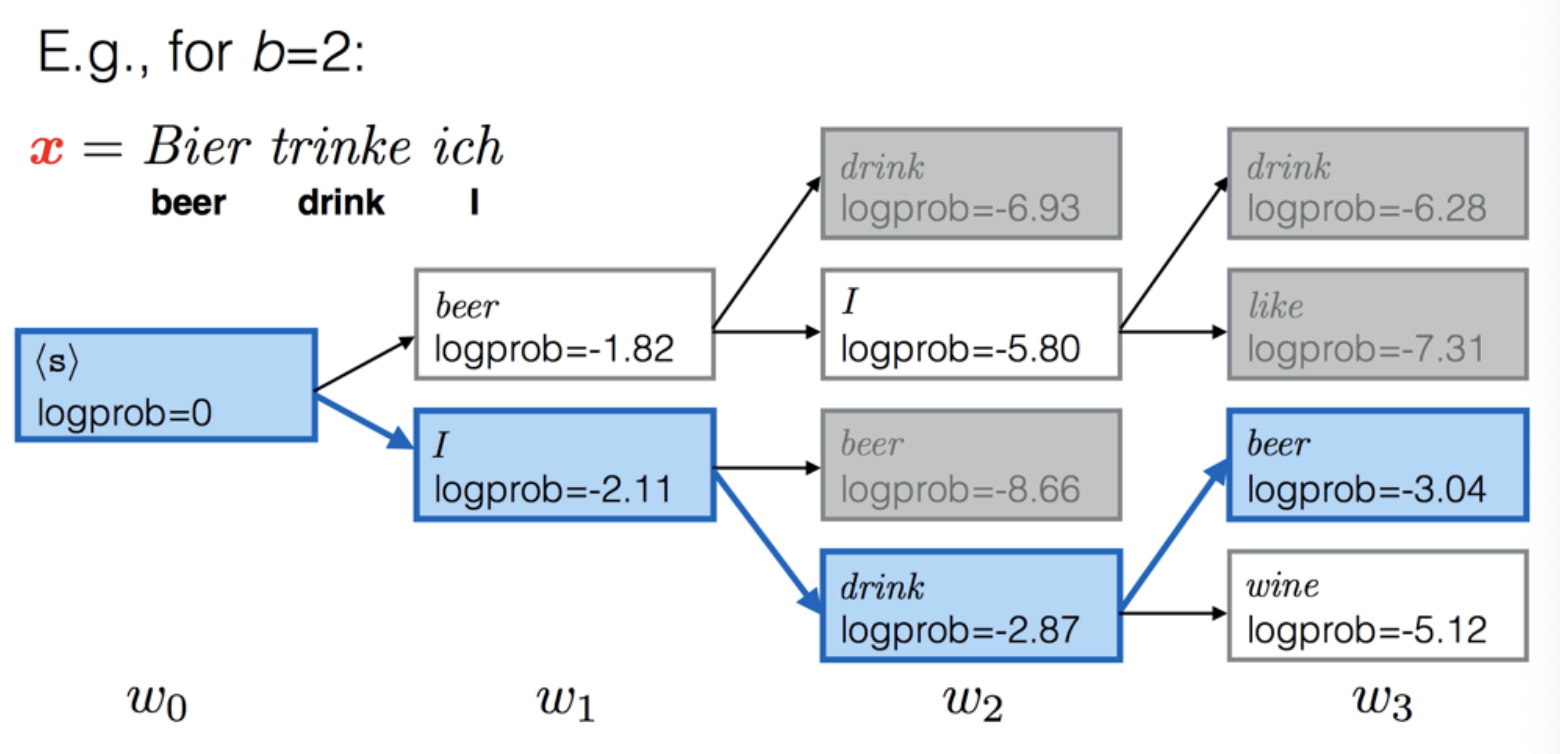 E.g., for b=2:
x = Bier trinke ich
beer drink I
⟨s⟩
logprob=0
beer
logprob=-1.82
I
logprob=-2.11
drink
logprob=-6.93
I
logprob=-5.80
beer
logprob=-8.66
drink
logprob=-2.87
drink
logprob=-6.28
like
logprob=-7.31
beer
logprob=-3.04
wine
logprob=-5.12
w₀ w₁ w₂ w₃